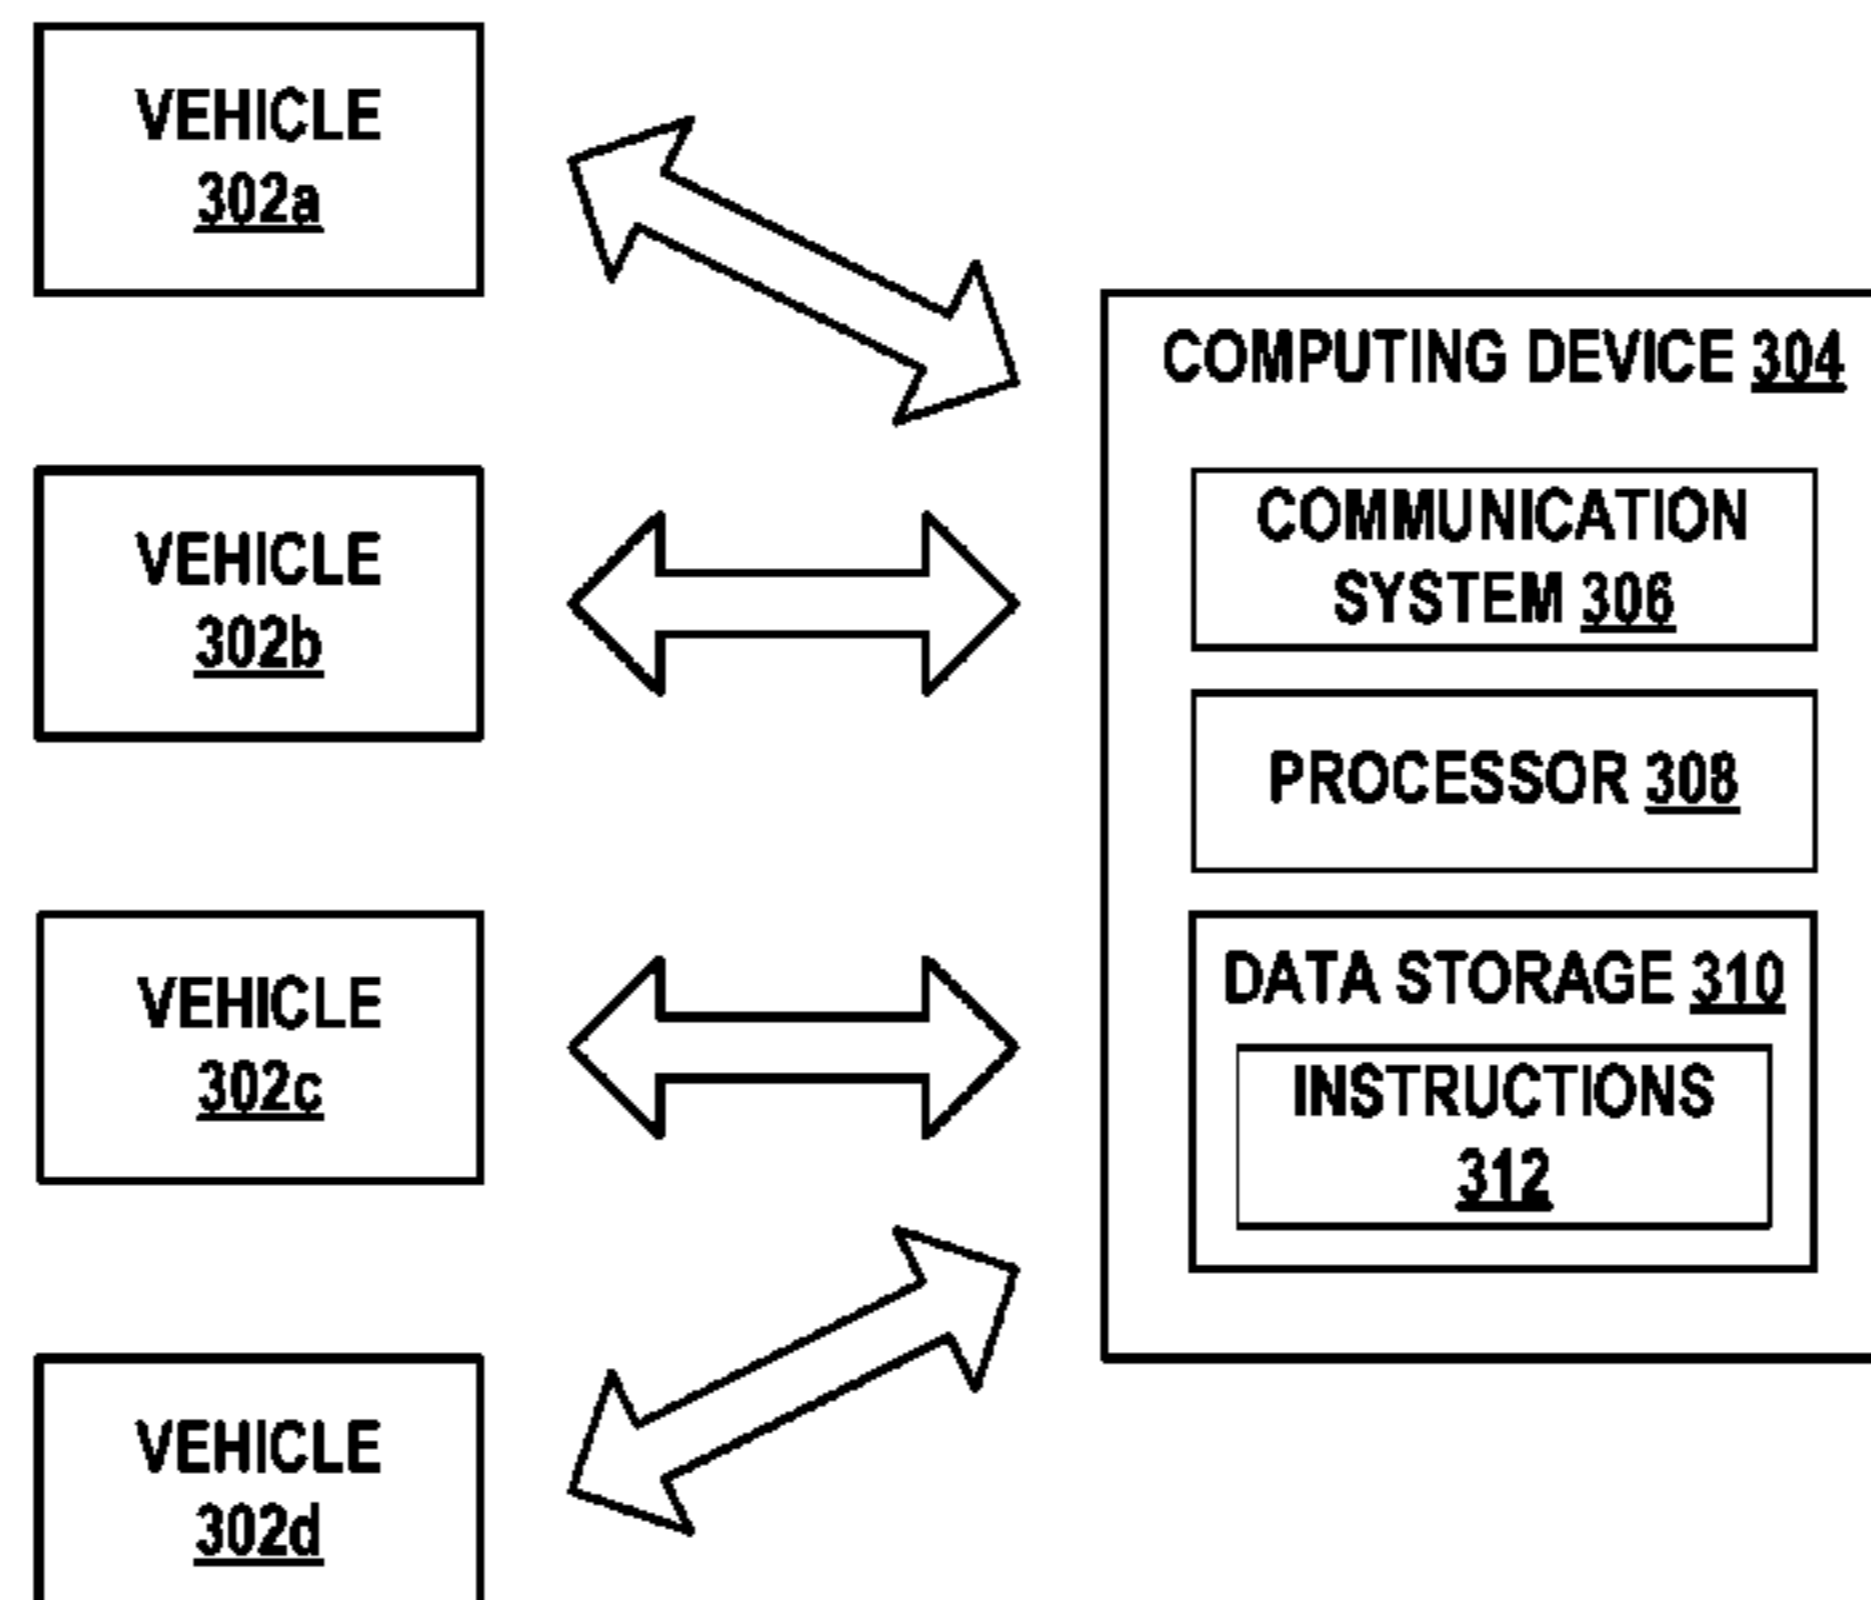 VEHICLE
302a
VEHICLE
302b
VEHICLE
302c
VEHICLE
302d
COMPUTING DEVICE 304
COMMUNICATION
SYSTEM 306
PROCESSOR 308
DATA STORAGE 310
INSTRUCTIONS
312